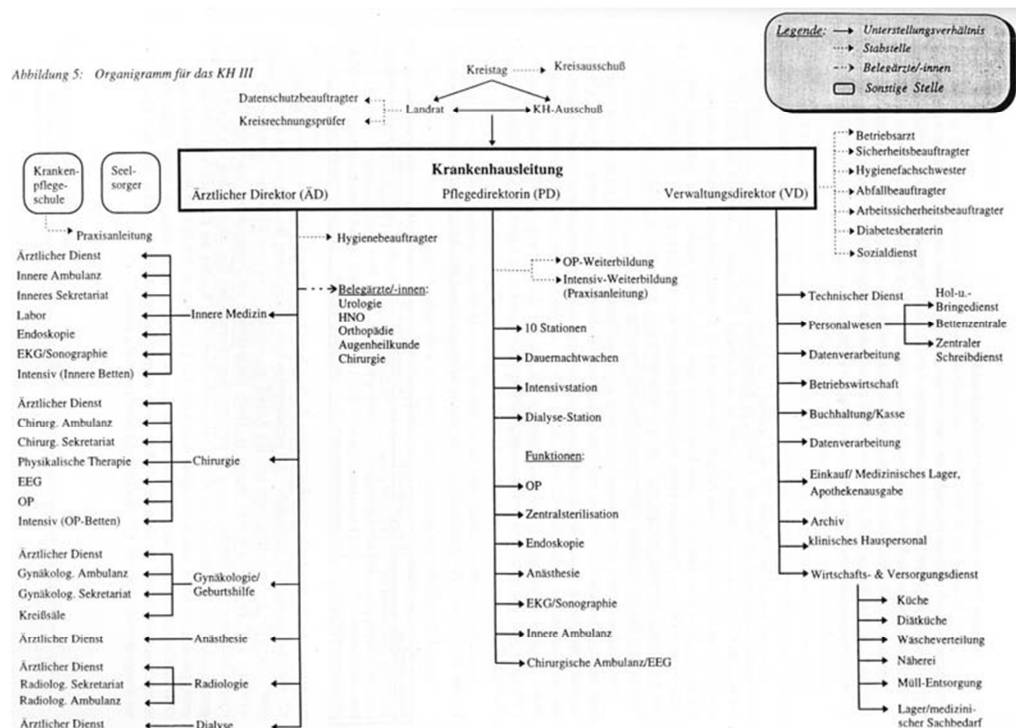 Abbildung 5: Organigramm für das KH III
Legende:
Unterstellungsverhältnis
Stabstelle
Belegärzte/-innen
Sonstige Stelle
Kreistag
Kreisausschuß
Datenschutzbeauftragter
Kreisrechnungsprüfer
Landrat
KH-Ausschuß
Kranken-
pflege-
schule
Seel-
sorger
Praxisanleitung
Krankenhausleitung
Ärztlicher Direktor (ÄD)
Pflegedirektorin (PD)
Verwaltungsdirektor (VD)
Betriebsarzt
Sicherheitsbeauftragter
Hygienefachschwester
Abfallbeauftragter
Arbeitssicherheitsbeauftragter
Diabetesberaterin
Sozialdienst
Hygienebeauftragter
Belegärzte/-innen:
Urologie
HNO
Orthopädie
Augenheilkunde
Chirurgie
Innere Medizin
Ärztlicher Dienst
Innere Ambulanz
Inneres Sekretariat
Labor
Endoskopie
EKG/Sonographie
Intensiv (Innere Betten)
Chirurgie
Ärztlicher Dienst
Chirurg. Ambulanz
Chirurg. Sekretariat
Physikalische Therapie
EEG
OP
Intensiv (OP-Betten)
Gynäkologie/
Geburtshilfe
Ärztlicher Dienst
Gynäkolog. Ambulanz
Gynäkolog. Sekretariat
Kreißsäle
Anästhesie
Ärztlicher Dienst
Radiologie
Ärztlicher Dienst
Radiolog. Sekretariat
Radiolog. Ambulanz
Dialyse
Ärztlicher Dienst
OP-Weiterbildung
Intensiv-Weiterbildung
(Praxisanleitung)
10 Stationen
Dauernachtwachen
Intensivstation
Dialyse-Station
Funktionen:
OP
Zentralsterilisation
Endoskopie
Anästhesie
EKG/Sonographie
Innere Ambulanz
Chirurgische Ambulanz/EEG
Technischer Dienst
Personalwesen
Hol-u.-
Bringedienst
Bettenzentrale
Zentraler
Schreibdienst
Datenverarbeitung
Betriebswirtschaft
Buchhaltung/Kasse
Datenverarbeitung
Einkauf/ Medizinisches Lager,
Apothekenausgabe
Archiv
klinisches Hauspersonal
Wirtschafts- & Versorgungsdienst
Küche
Diätküche
Wäscheverteilung
Näherei
Müll-Entsorgung
Lager/medizini-
scher Sachbedarf